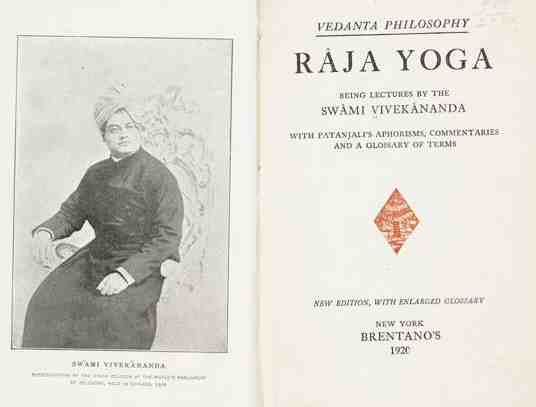 SWÂMI VIVEKÂNANDA
REPRESENTATIVE OF THE HINDU RELIGION AT THE WORLD'S PARLIAMENT
OF RELIGIONS, HELD IN CHICAGO, 1893
VEDANTA PHILOSOPHY
RÂJA YOGA
BEING LECTURES BY THE
SWÂMI VIVEKÂNANDA
WITH PATANJALI'S APHORISMS, COMMENTARIES
AND A GLOSSARY OF TERMS
NEW EDITION, WITH ENLARGED GLOSSARY
NEW YORK
BRENTANO'S
1920